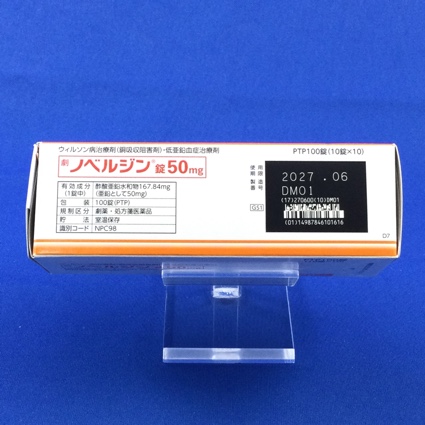 ウィルソン病治療剤(銅吸収阻害剤)・低亜鉛血症治療剤
PTP100錠(10錠×10)
劇 ノベルジン®錠50mg
有効成分 (1錠中) 酢酸亜鉛水和物167.84mg (亜鉛として50mg)
包装 100錠(PTP)
規制区分 劇薬・処方箋医薬品
貯法 室温保存
識別コード NPC98
使用期限 2027.06
製造番号 DM01
(17)270600(10)DM01
(01)14987846101616
GS1
D7